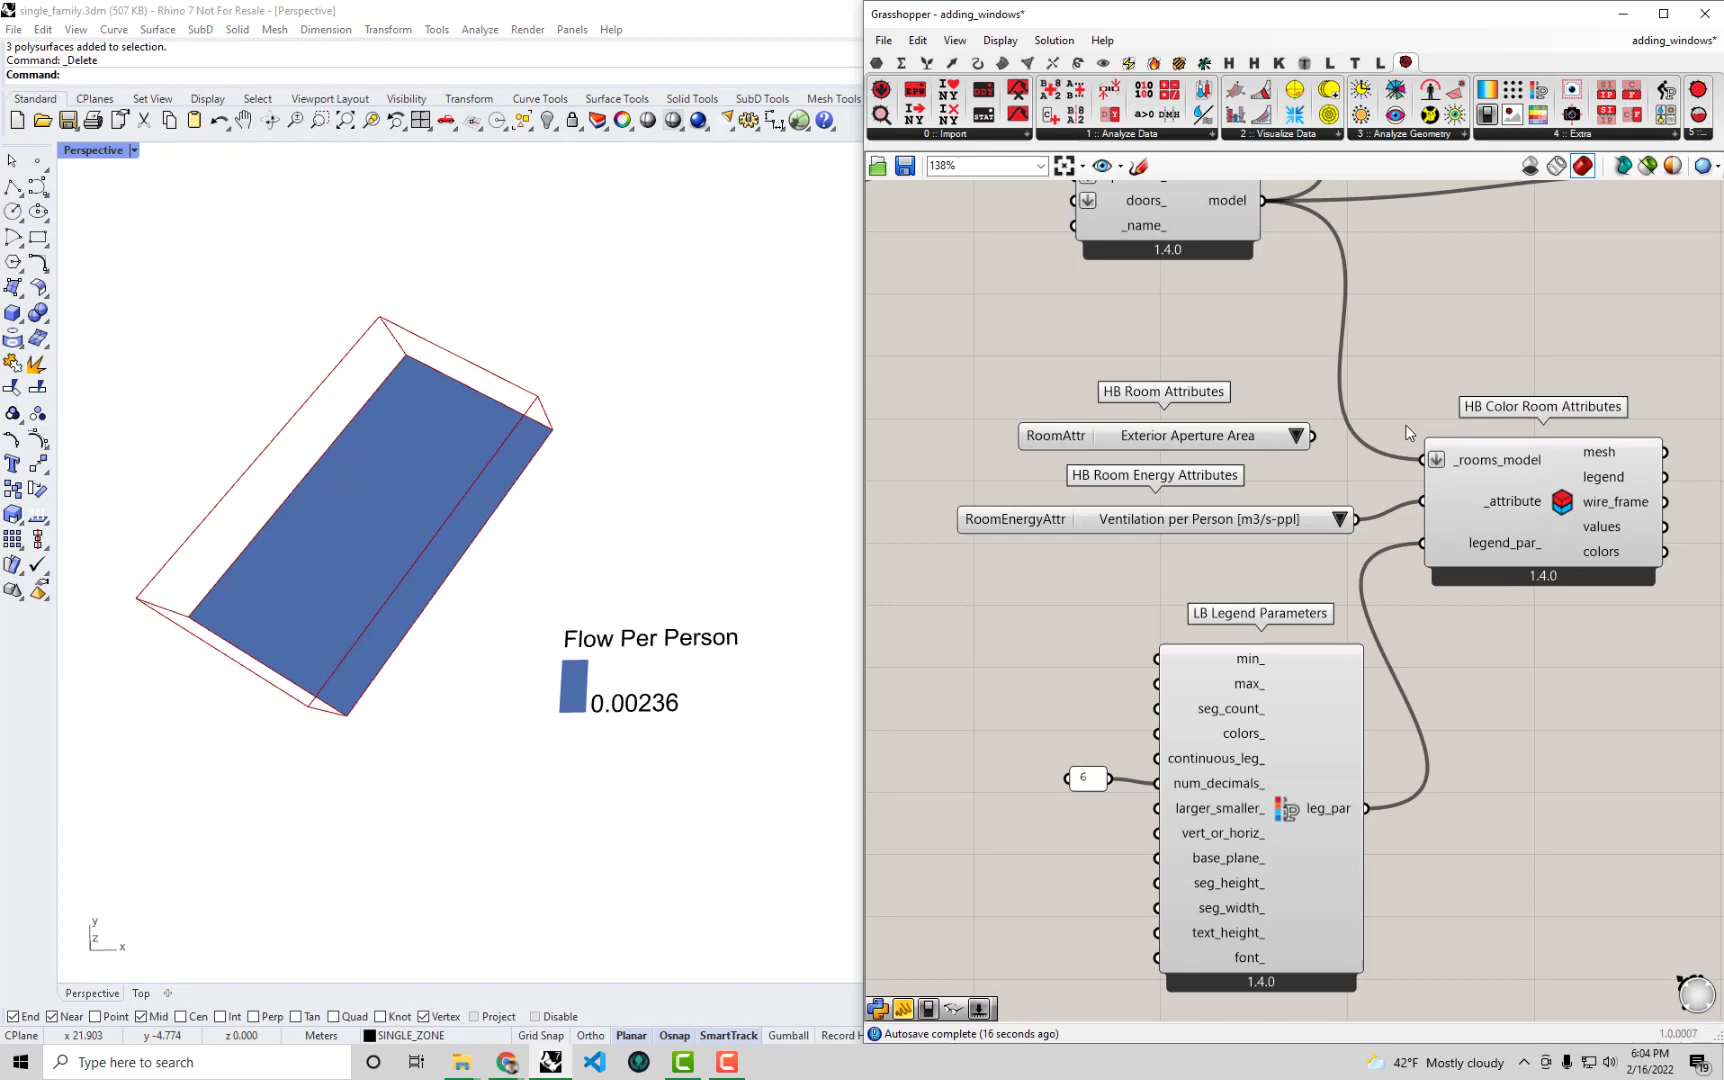 single_family.3dm (507 KB) - Rhino 7 Not For Resale - [Perspective]
File Edit View Curve Surface SubD Solid Mesh Dimension Transform Tools Analyze Render Panels Help
3 polysurfaces added to selection.
Command: _Delete
Command:
Standard CPlanes Set View Display Select Viewport Layout Visibility Transform Curve Tools Surface Tools Solid Tools SubD Tools Mesh Tools
Perspective
Flow Per Person
0.00236
y
z
x
Perspective Top
End Near Point Mid Cen Int Perp Tan Quad Knot Vertex Project Disable
CPlane x 21.903 y -4.774 z 0.000 Meters SINGLE_ZONE Grid Snap Ortho Planar Osnap SmartTrack Gumball Record H
Grasshopper - adding_windows*
File Edit View Display Solution Help
adding_windows*
H H K L T L
0 :: Import 1 :: Analyze Data 2 :: Visualize Data 3 :: Analyze Geometry 4 :: Extra
138%
doors_ model
_name_
1.4.0
HB Room Attributes
RoomAttr Exterior Aperture Area
HB Room Energy Attributes
RoomEnergyAttr Ventilation per Person [m3/s-ppl]
HB Color Room Attributes
_rooms_model
_attribute
legend_par_
mesh
legend
wire_frame
values
colors
1.4.0
LB Legend Parameters
min_
max_
seg_count_
colors_
continuous_leg_
6
num_decimals_
larger_smaller_ leg_par
vert_or_horiz_
base_plane_
seg_height_
seg_width_
text_height_
font_
1.4.0
Autosave complete (16 seconds ago)
1.0.0007
Type here to search
42°F Mostly cloudy
6:04 PM
2/16/2022
19